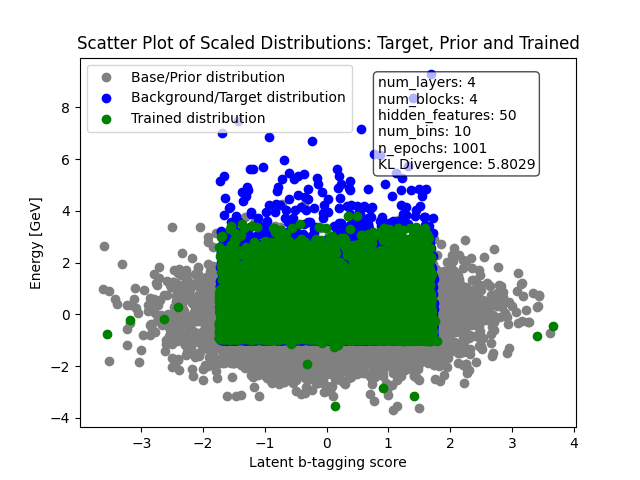 Scatter Plot of Scaled Distributions: Target, Prior and Trained
Base/Prior distribution
Background/Target distribution
Trained distribution
num_layers: 4
num_blocks: 4
hidden_features: 50
num_bins: 10
n_epochs: 1001
KL Divergence: 5.8029
Energy [GeV]
8
6
4
2
0
−2
−4
−3
−2
−1
0
1
2
3
4
Latent b-tagging score